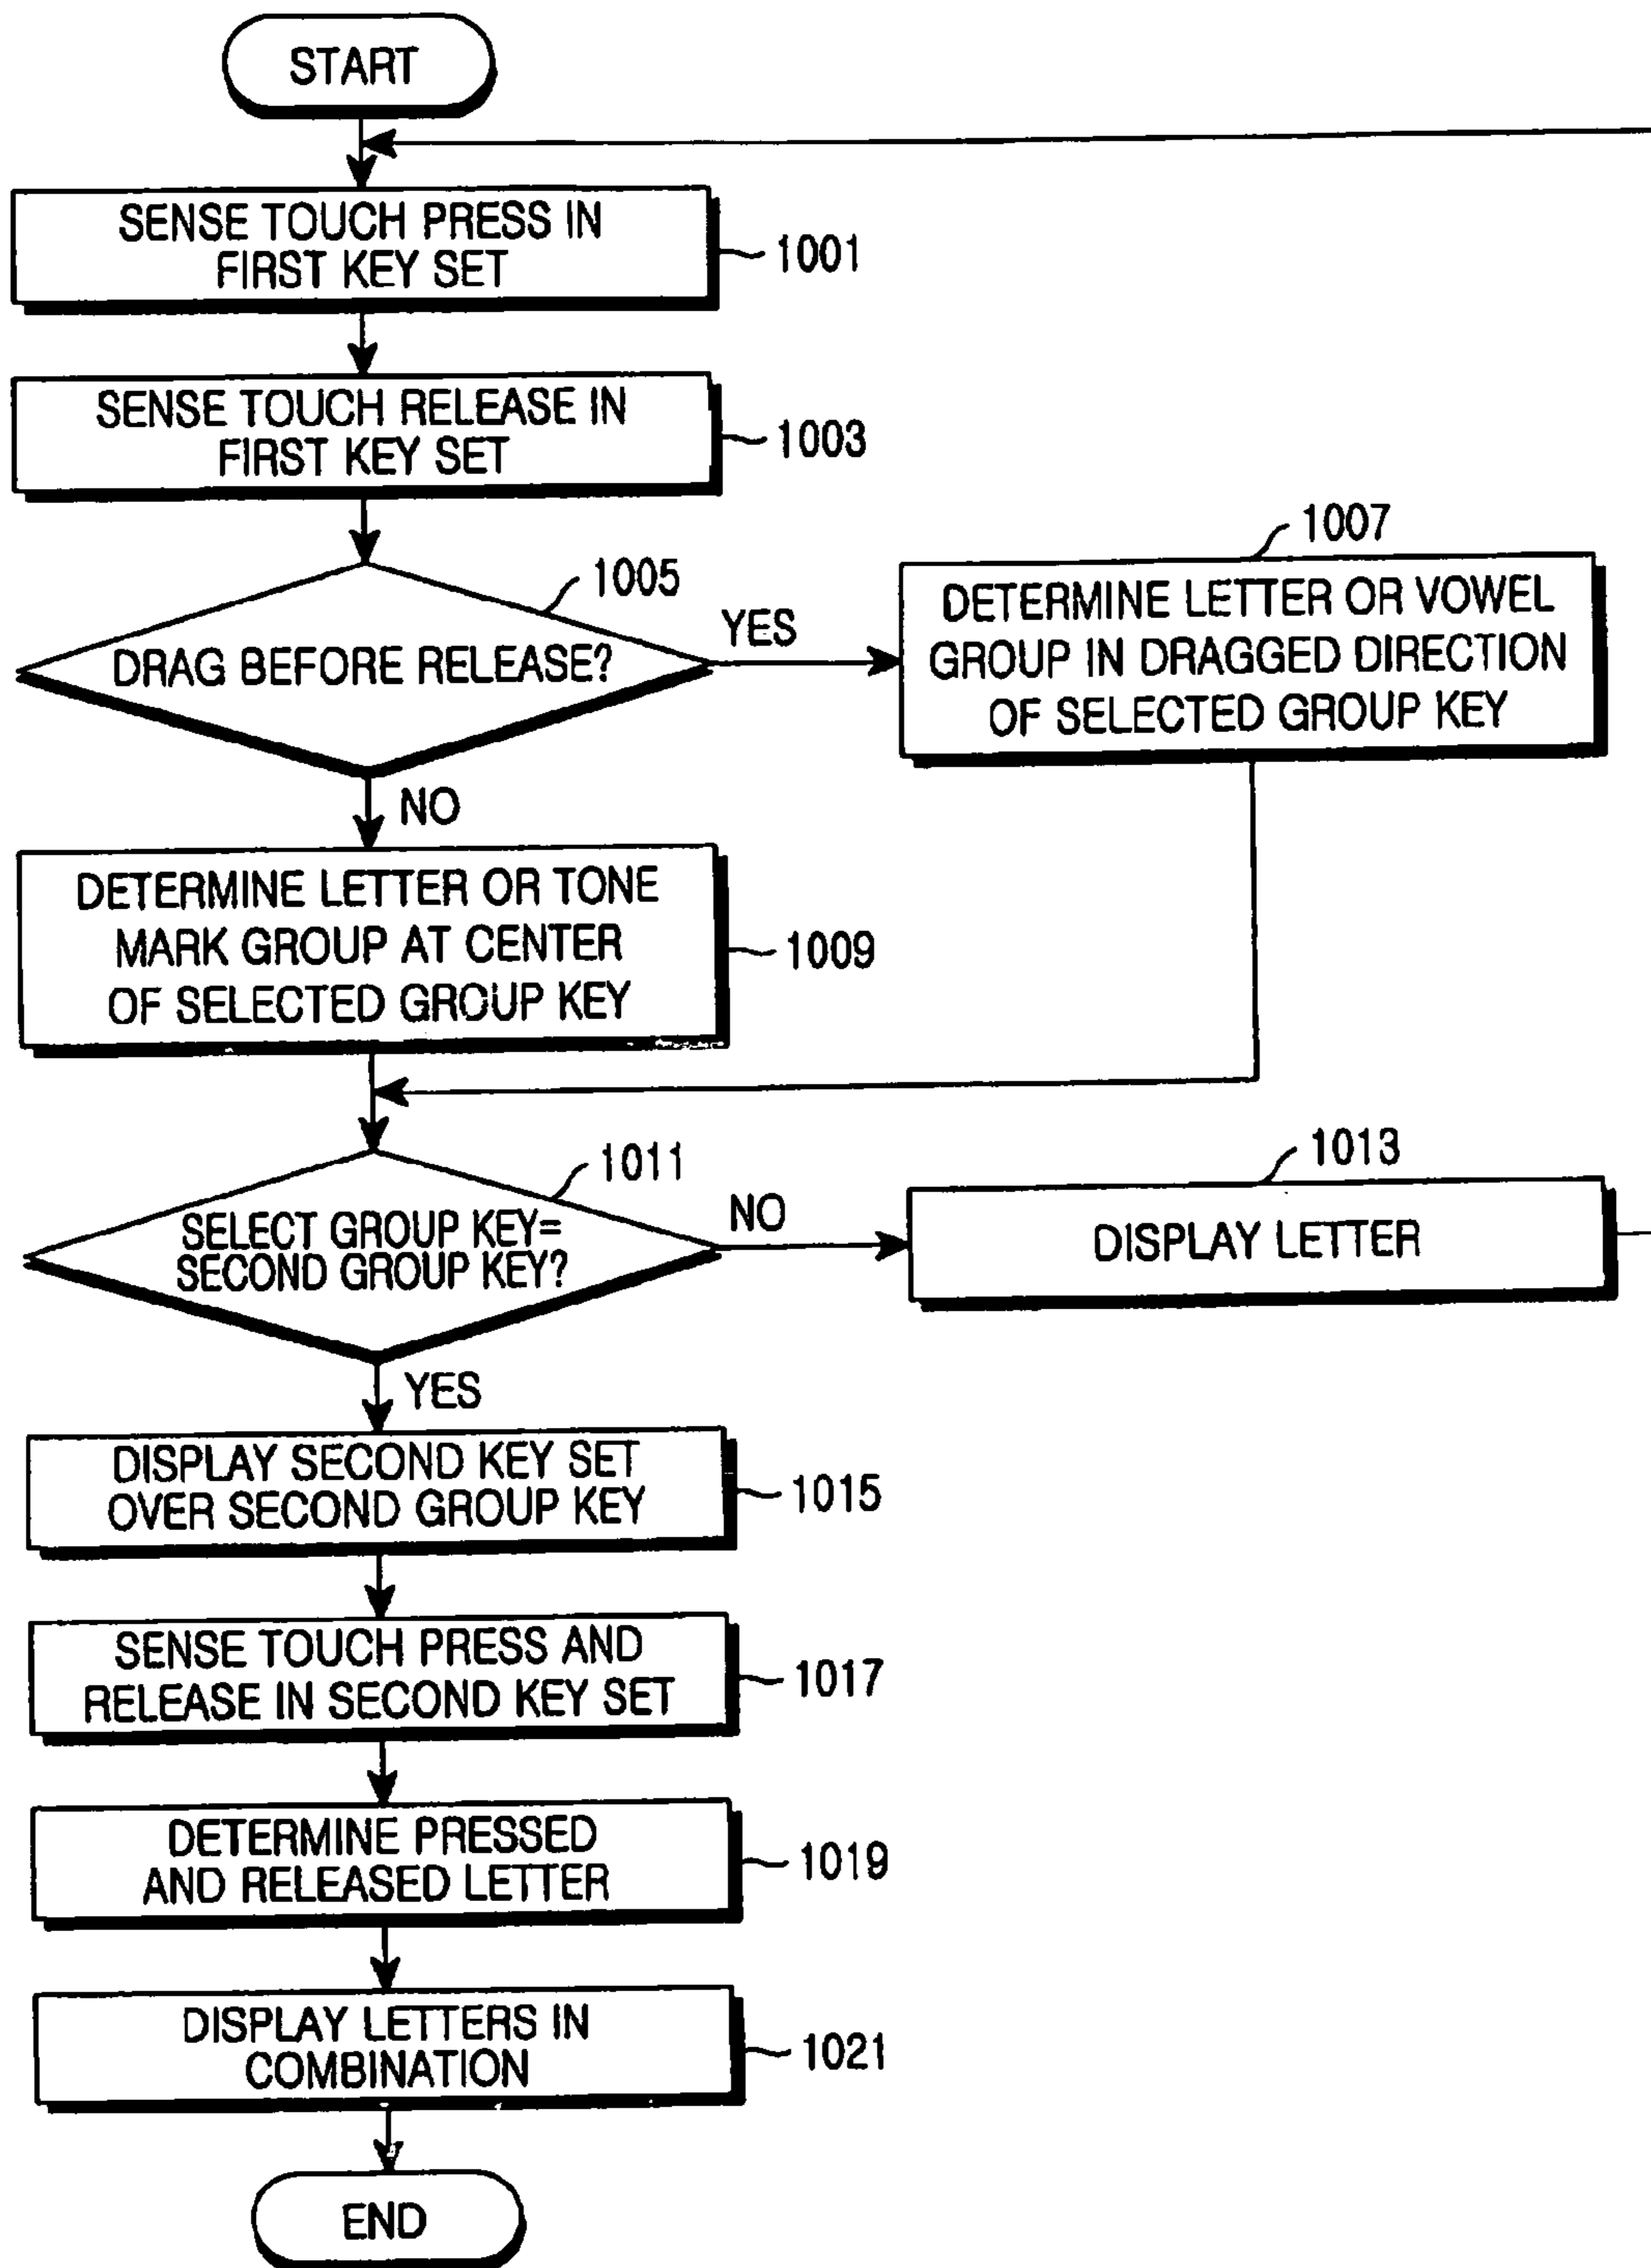 START
SENSE TOUCH PRESS IN
FIRST KEY SET
1001
SENSE TOUCH RELEASE IN
FIRST KEY SET
1003
1005
DRAG BEFORE RELEASE?
YES
1007
DETERMINE LETTER OR VOWEL
GROUP IN DRAGGED DIRECTION
OF SELECTED GROUP KEY
NO
DETERMINE LETTER OR TONE
MARK GROUP AT CENTER
OF SELECTED GROUP KEY
1009
1011
SELECT GROUP KEY=
SECOND GROUP KEY?
NO
1013
DISPLAY LETTER
YES
DISPLAY SECOND KEY SET
OVER SECOND GROUP KEY
1015
SENSE TOUCH PRESS AND
RELEASE IN SECOND KEY SET
1017
DETERMINE PRESSED
AND RELEASED LETTER
1019
DISPLAY LETTERS IN
COMBINATION
1021
END